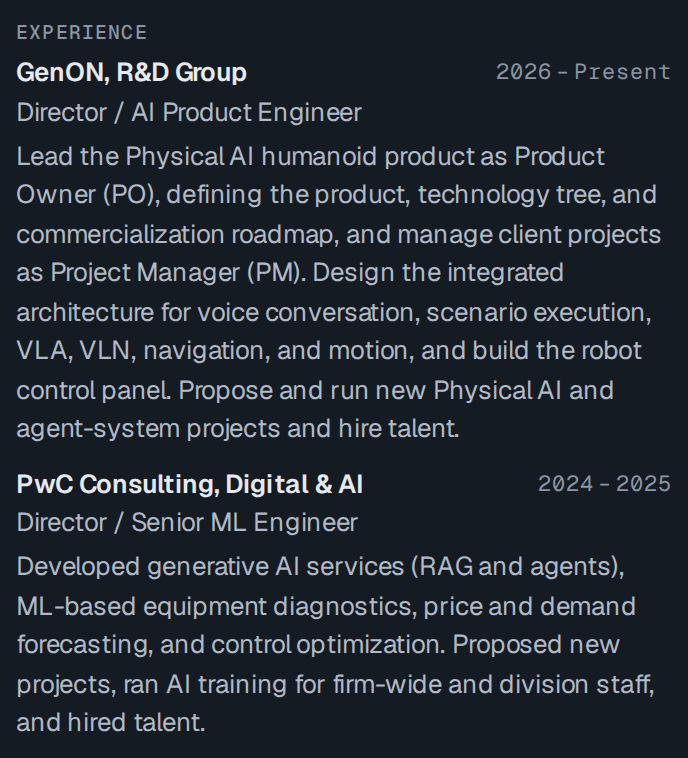 EXPERIENCE
GenON, R&D Group 2026 – Present
Director / AI Product Engineer
Lead the Physical AI humanoid product as Product
Owner (PO), defining the product, technology tree, and
commercialization roadmap, and manage client projects
as Project Manager (PM). Design the integrated
architecture for voice conversation, scenario execution,
VLA, VLN, navigation, and motion, and build the robot
control panel. Propose and run new Physical AI and
agent-system projects and hire talent.
PwC Consulting, Digital & AI 2024 – 2025
Director / Senior ML Engineer
Developed generative AI services (RAG and agents),
ML-based equipment diagnostics, price and demand
forecasting, and control optimization. Proposed new
projects, ran AI training for firm-wide and division staff,
and hired talent.